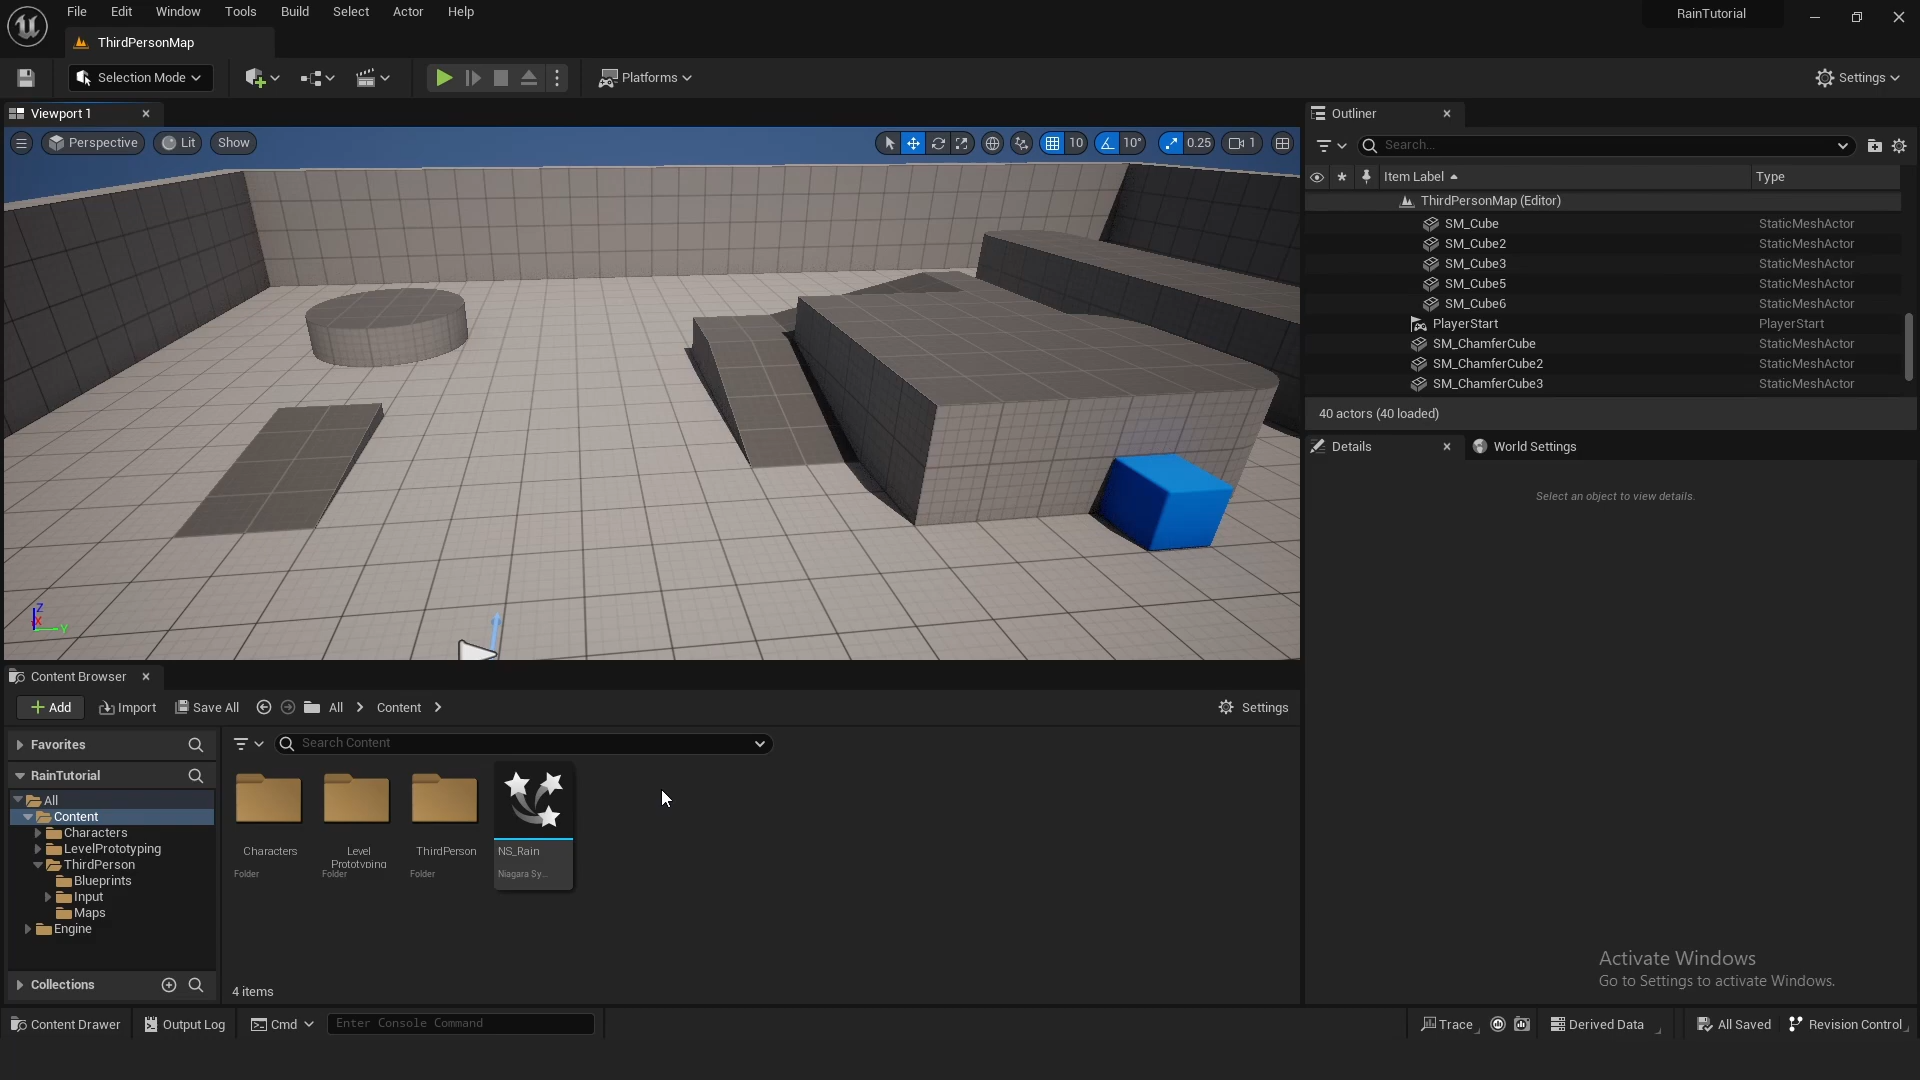 File Edit Window Tools Build Select Actor Help
RainTutorial
ThirdPersonMap
Selection Mode
Platforms
Settings
Viewport 1
Perspective
Lit
Show
10
10°
0.25
1
Z
X
Y
Outliner
Search...
Item Label
Type
ThirdPersonMap (Editor)
SM_Cube StaticMeshActor
SM_Cube2 StaticMeshActor
SM_Cube3 StaticMeshActor
SM_Cube5 StaticMeshActor
SM_Cube6 StaticMeshActor
PlayerStart PlayerStart
SM_ChamferCube StaticMeshActor
SM_ChamferCube2 StaticMeshActor
SM_ChamferCube3 StaticMeshActor
40 actors (40 loaded)
Details
World Settings
Select an object to view details.
Content Browser
Add
Import
Save All
All
Content
Settings
Favorites
RainTutorial
All
Content
Characters
LevelPrototyping
ThirdPerson
Blueprints
Input
Maps
Engine
Collections
Search Content
Characters
Folder
Level
Prototyping
Folder
ThirdPerson
Folder
NS_Rain
Niagara Sy...
4 items
Activate Windows
Go to Settings to activate Windows.
Content Drawer
Output Log
Cmd
Enter Console Command
Trace
Derived Data
All Saved
Revision Control